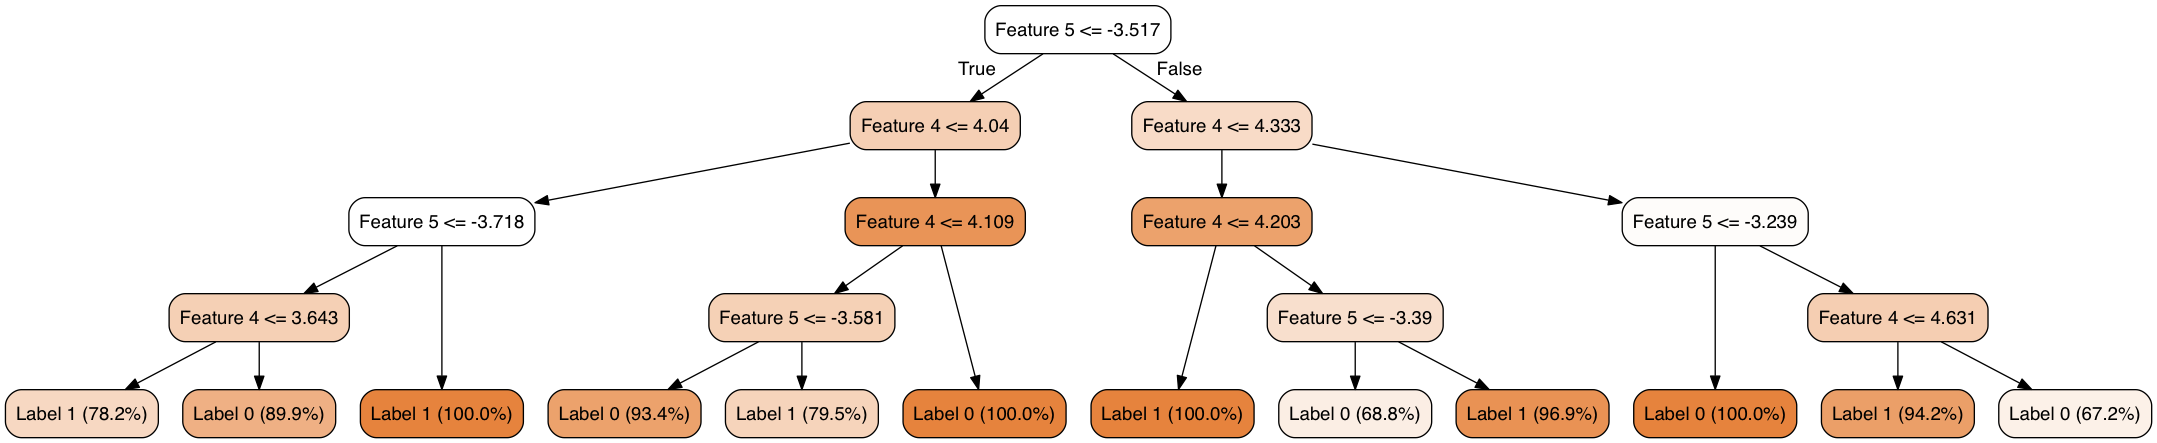 Feature 5 <= -3.517
True
False
Feature 4 <= 4.04
Feature 4 <= 4.333
Feature 5 <= -3.718
Feature 4 <= 4.109
Feature 4 <= 4.203
Feature 5 <= -3.239
Feature 4 <= 3.643
Feature 5 <= -3.581
Feature 5 <= -3.39
Feature 4 <= 4.631
Label 1 (78.2%)
Label 0 (89.9%)
Label 1 (100.0%)
Label 0 (93.4%)
Label 1 (79.5%)
Label 0 (100.0%)
Label 1 (100.0%)
Label 0 (68.8%)
Label 1 (96.9%)
Label 0 (100.0%)
Label 1 (94.2%)
Label 0 (67.2%)